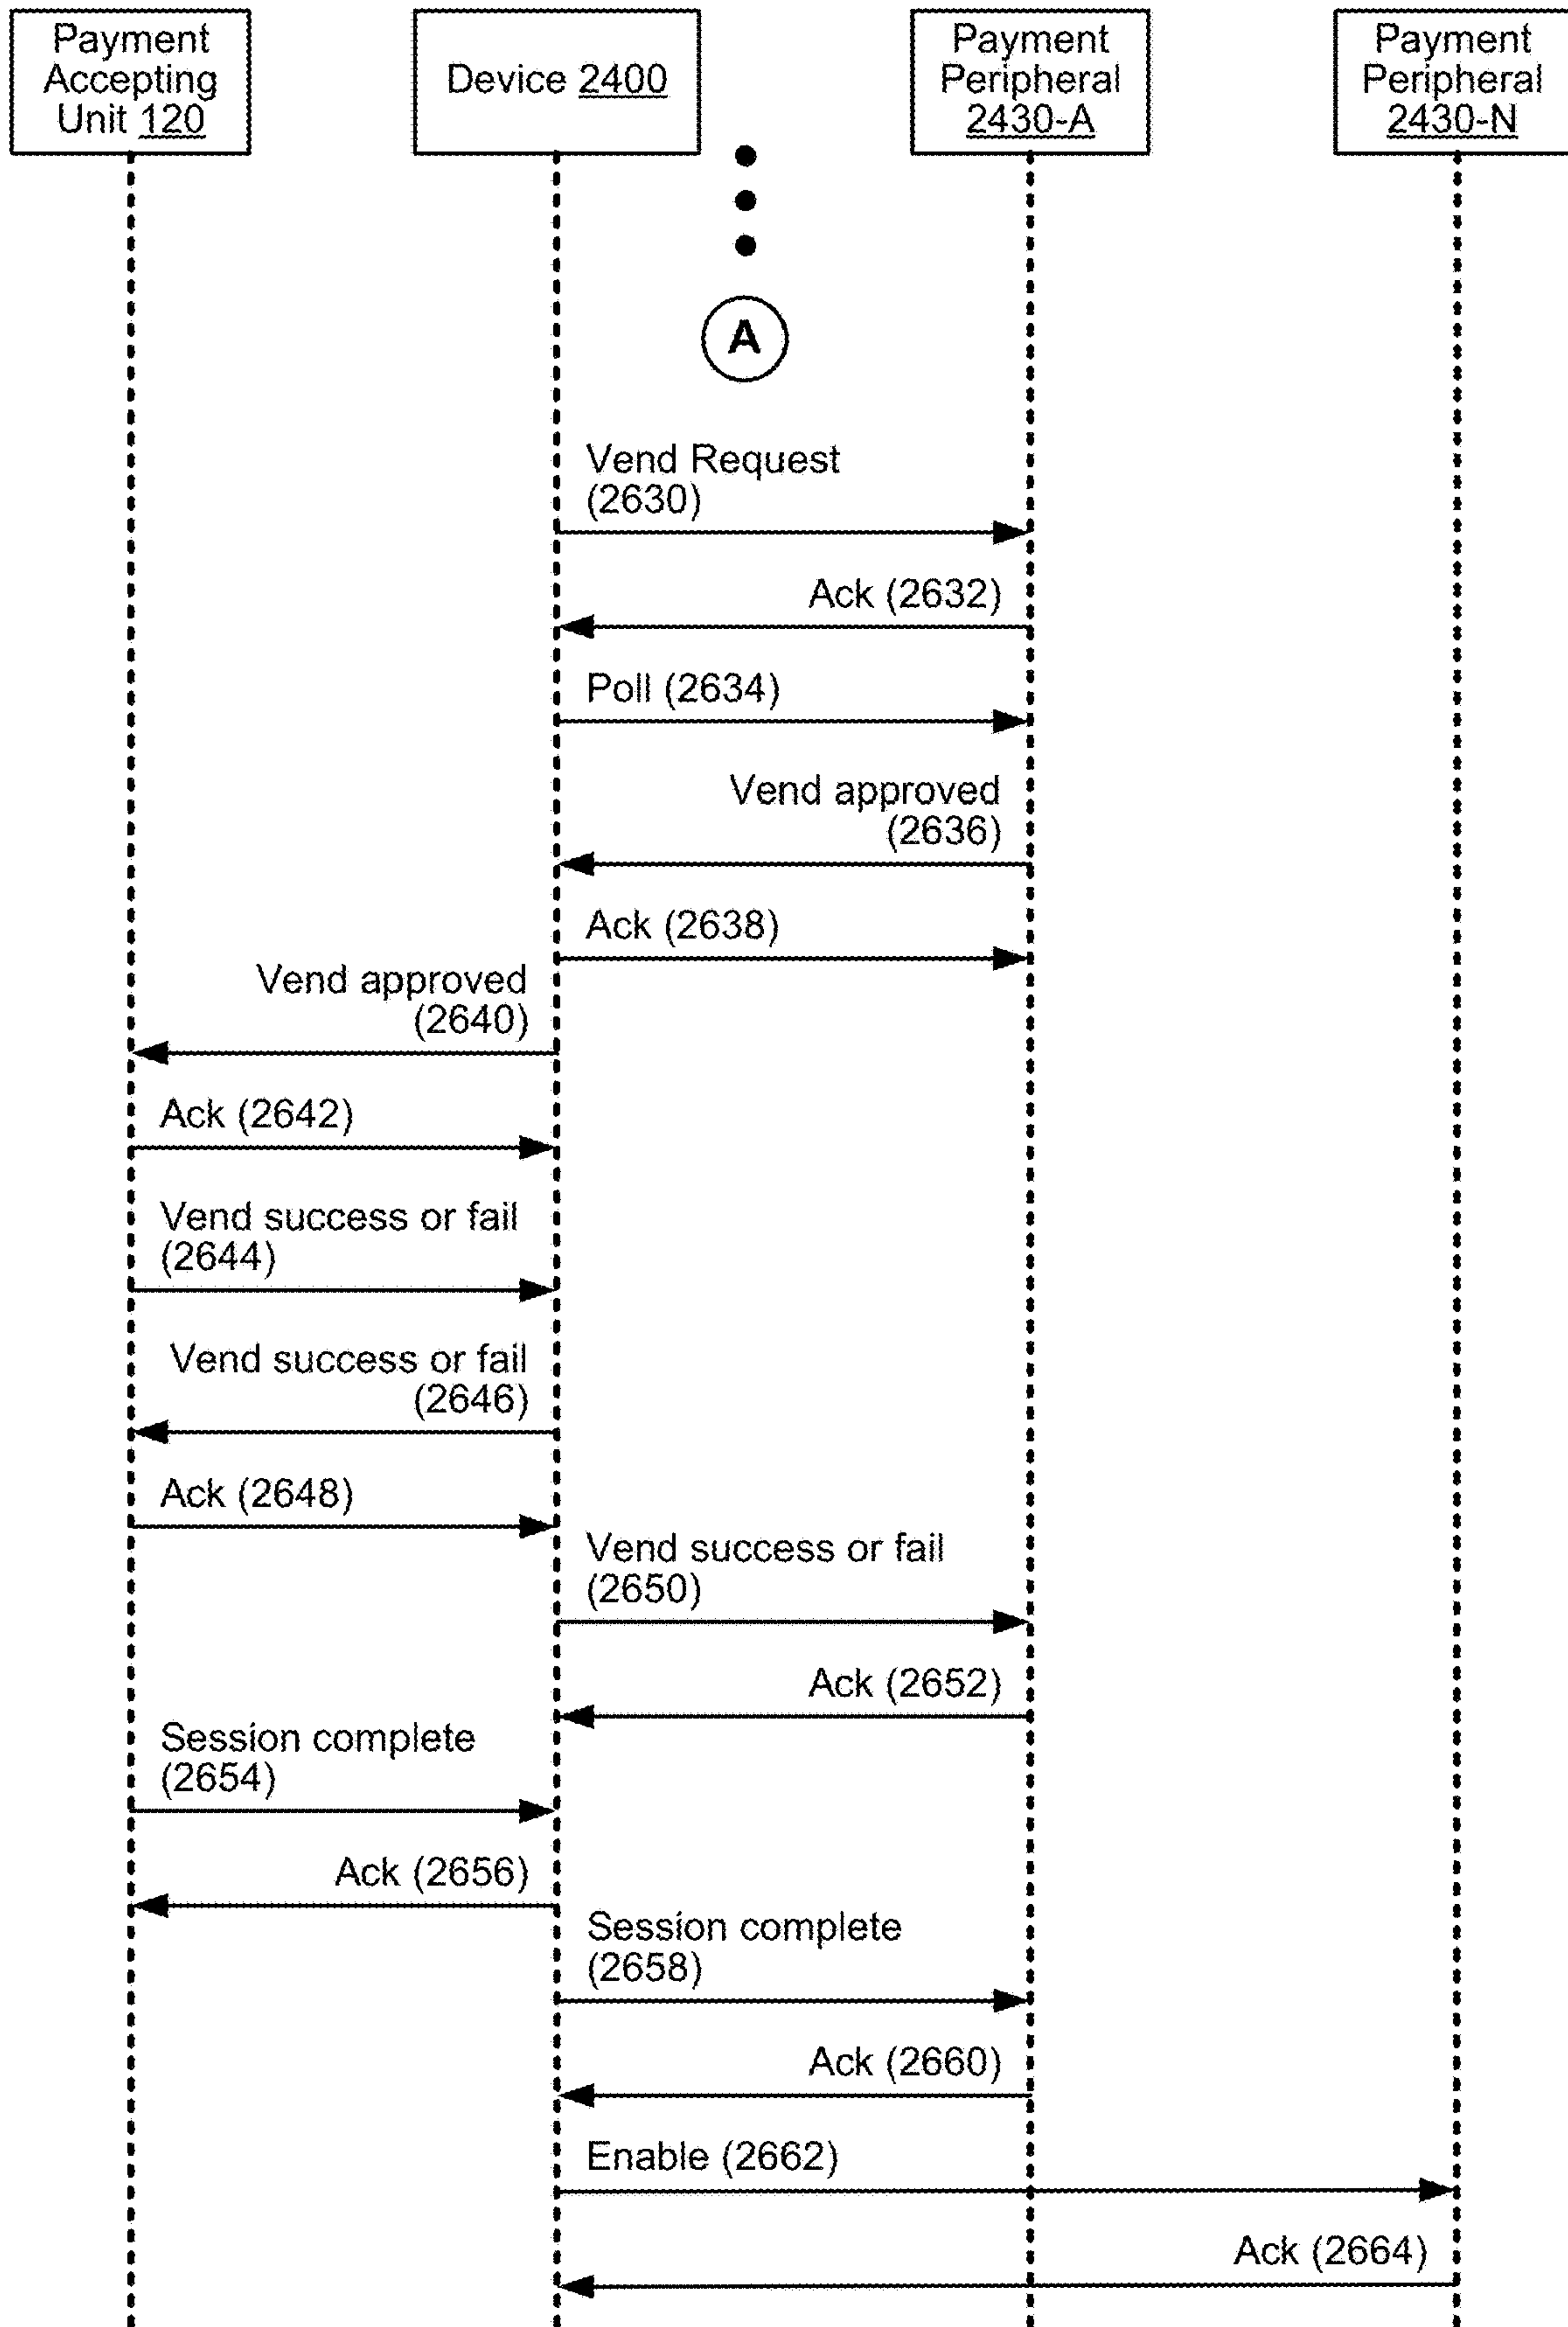 Payment
Accepting
Unit 120
Device 2400
Payment
Peripheral
2430-A
Payment
Peripheral
2430-N
A
Vend Request
(2630)
Ack (2632)
Poll (2634)
Vend approved
(2636)
Ack (2638)
Vend approved
(2640)
Ack (2642)
Vend success or fail
(2644)
Vend success or fail
(2646)
Ack (2648)
Vend success or fail
(2650)
Ack (2652)
Session complete
(2654)
Ack (2656)
Session complete
(2658)
Ack (2660)
Enable (2662)
Ack (2664)